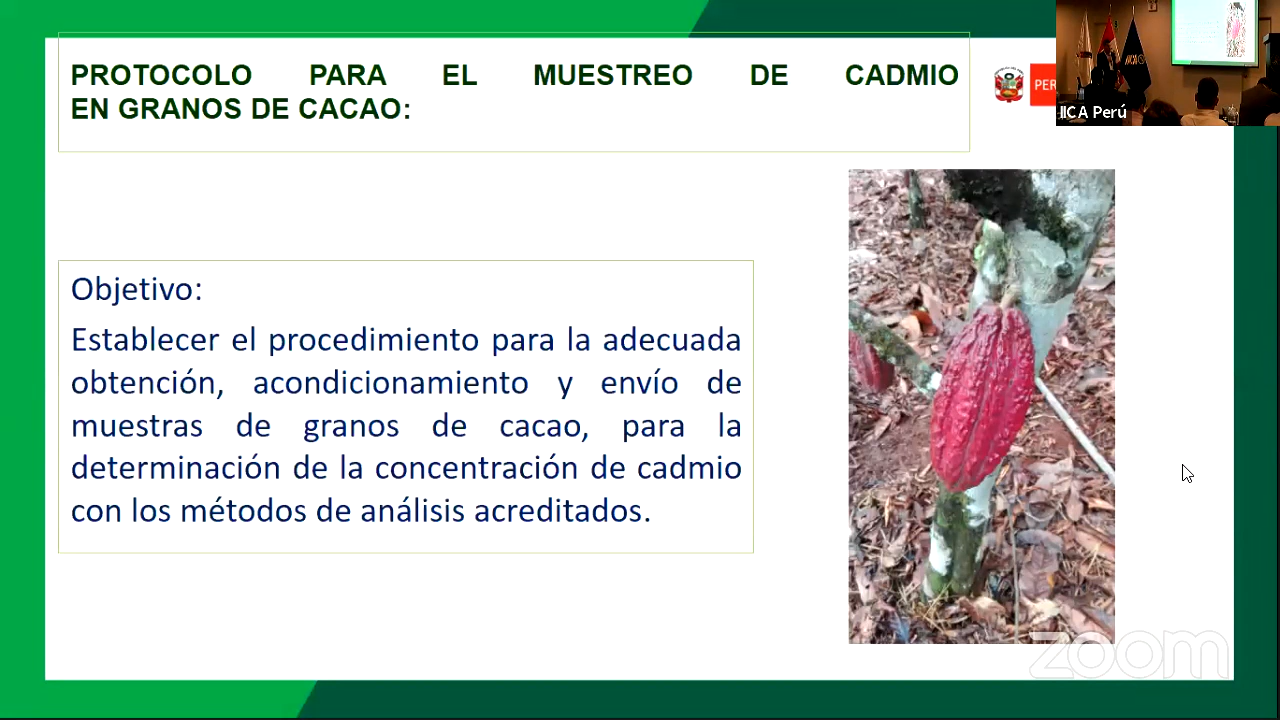 PROTOCOLO PARA EL MUESTREO DE CADMIO
EN GRANOS DE CACAO:
PER
IICA Perú
Objetivo:
Establecer el procedimiento para la adecuada
obtención, acondicionamiento y envío de
muestras de granos de cacao, para la
determinación de la concentración de cadmio
con los métodos de análisis acreditados.
zoom